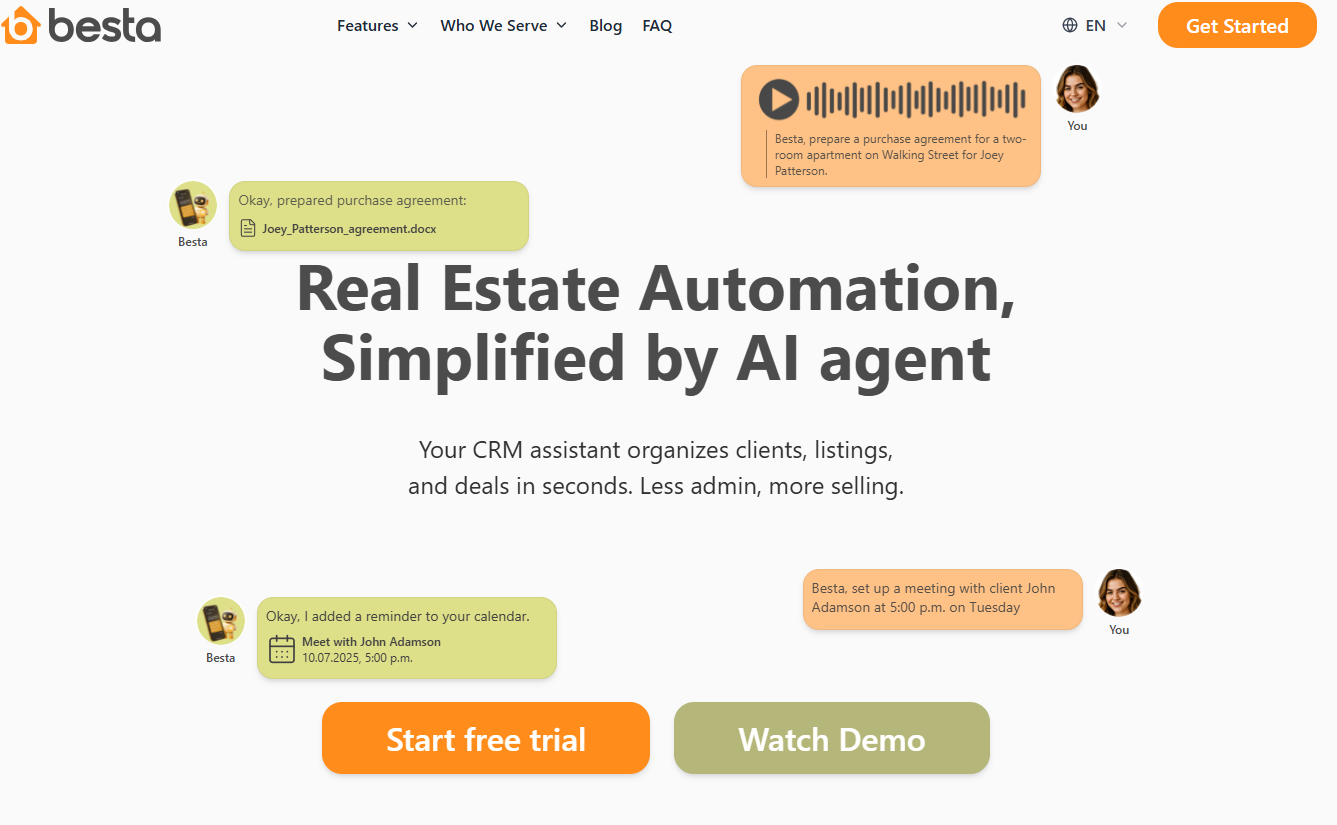 besta
Features
Who We Serve
Blog
FAQ
EN
Get Started
Besta, prepare a purchase agreement for a two-
room apartment on Walking Street for Joey
Patterson.
You
Okay, prepared purchase agreement:
Joey_Patterson_agreement.docx
Besta
Real Estate Automation,
Simplified by AI agent
Your CRM assistant organizes clients, listings,
and deals in seconds. Less admin, more selling.
Besta, set up a meeting with client John
Adamson at 5:00 p.m. on Tuesday
You
Okay, I added a reminder to your calendar.
Meet with John Adamson
10.07.2025, 5:00 p.m.
Besta
Start free trial
Watch Demo